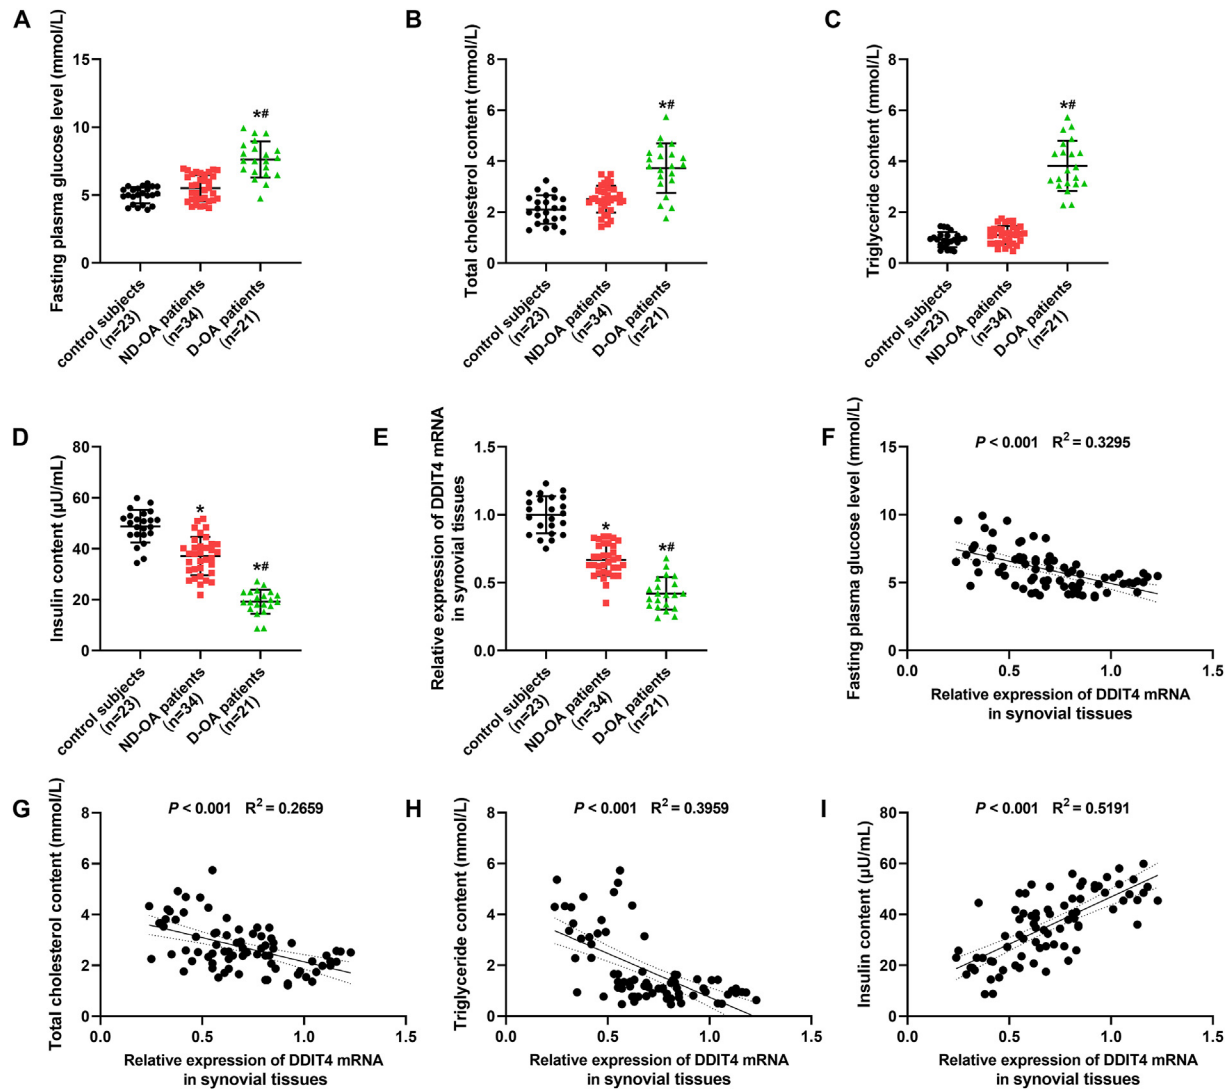 A
Fasting plasma glucose level (mmol/L)
15
10
5
0
*#
control subjects
(n=23)
ND-OA patients
(n=34)
D-OA patients
(n=21)
B
Total cholesterol content (mmol/L)
8
6
4
2
0
*#
control subjects
(n=23)
ND-OA patients
(n=34)
D-OA patients
(n=21)
C
Triglyceride content (mmol/L)
8
6
4
2
0
*#
control subjects
(n=23)
ND-OA patients
(n=34)
D-OA patients
(n=21)
D
Insulin content (μU/mL)
80
60
40
20
0
*
*#
control subjects
(n=23)
ND-OA patients
(n=34)
D-OA patients
(n=21)
E
Relative expression of DDIT4 mRNA
in synovial tissues
1.5
1.0
0.5
0.0
*
*#
control subjects
(n=23)
ND-OA patients
(n=34)
D-OA patients
(n=21)
F
Fasting plasma glucose level (mmol/L)
P < 0.001 R² = 0.3295
15
10
5
0
0.0 0.5 1.0 1.5
Relative expression of DDIT4 mRNA
in synovial tissues
G
Total cholesterol content (mmol/L)
P < 0.001 R² = 0.2659
8
6
4
2
0
0.0 0.5 1.0 1.5
Relative expression of DDIT4 mRNA
in synovial tissues
H
Triglyceride content (mmol/L)
P < 0.001 R² = 0.3959
8
6
4
2
0
0.0 0.5 1.0 1.5
Relative expression of DDIT4 mRNA
in synovial tissues
I
Insulin content (μU/mL)
P < 0.001 R² = 0.5191
80
60
40
20
0
0.0 0.5 1.0 1.5
Relative expression of DDIT4 mRNA
in synovial tissues